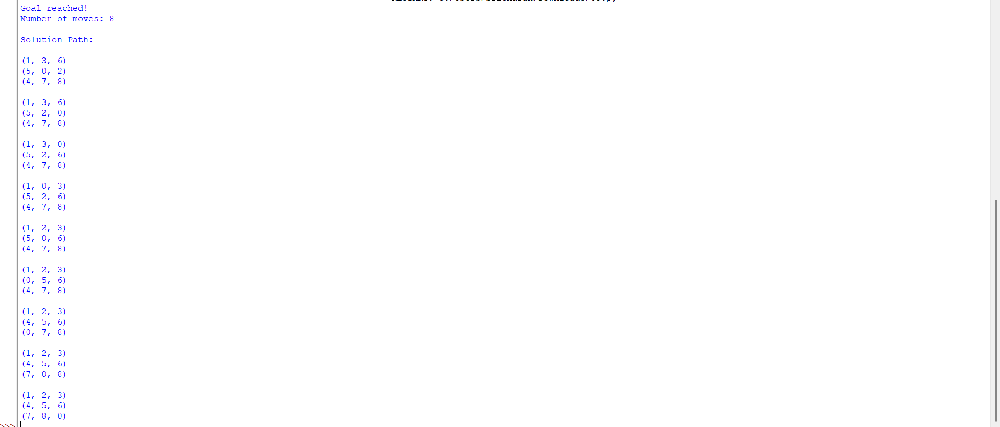 Goal reached!
Number of moves: 8
Solution Path:
(1, 3, 6)
(5, 0, 2)
(4, 7, 8)
(1, 3, 6)
(5, 2, 0)
(4, 7, 8)
(1, 3, 0)
(5, 2, 6)
(4, 7, 8)
(1, 0, 3)
(5, 2, 6)
(4, 7, 8)
(1, 2, 3)
(5, 0, 6)
(4, 7, 8)
(1, 2, 3)
(0, 5, 6)
(4, 7, 8)
(1, 2, 3)
(4, 5, 6)
(0, 7, 8)
(1, 2, 3)
(4, 5, 6)
(7, 0, 8)
(1, 2, 3)
(4, 5, 6)
(7, 8, 0)
>>>